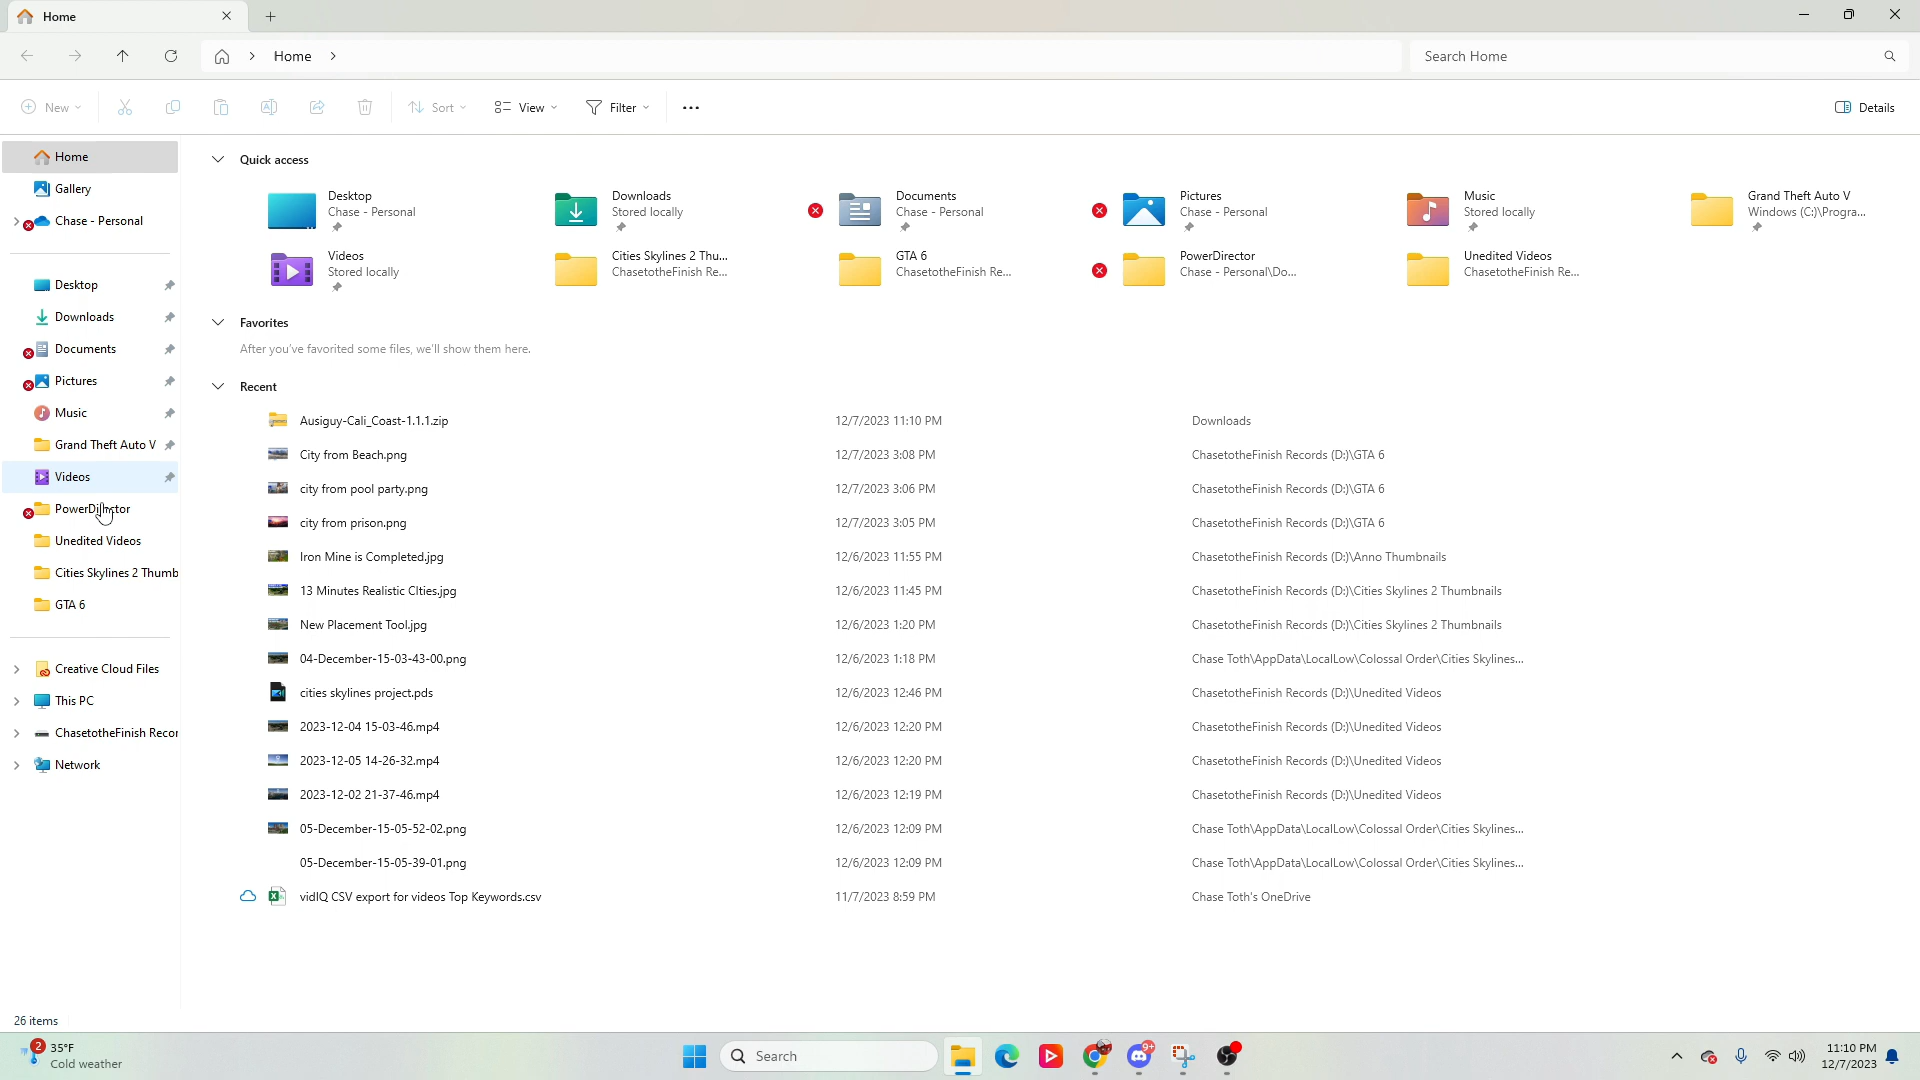 Home
Home
Search Home
New
Sort
View
Filter
Details
Home
Gallery
Chase - Personal
Desktop
Downloads
Documents
Pictures
Music
Grand Theft Auto V
Videos
Unedited Videos
Cities Skylines 2 Thumb
GTA 6
Creative Cloud Files
This PC
ChasetotheFinish Recor
Network
Quick access
Desktop
Chase - Personal
Downloads
Stored locally
Documents
Chase - Personal
Pictures
Chase - Personal
Music
Stored locally
Grand Theft Auto V
Windows (C:)\Progra...
Videos
Stored locally
Cities Skylines 2 Thu...
ChasetotheFinish Re...
GTA 6
ChasetotheFinish Re...
PowerDirector
Chase - Personal\Do...
Unedited Videos
ChasetotheFinish Re...
Favorites
After you've favorited some files, we'll show them here.
Recent
Ausiguy-Cali_Coast-1.1.1.zip 12/7/2023 11:10 PM Downloads
City from Beach.png 12/7/2023 3:08 PM ChasetotheFinish Records (D:)\GTA 6
city from pool party.png 12/7/2023 3:06 PM ChasetotheFinish Records (D:)\GTA 6
city from prison.png 12/7/2023 3:05 PM ChasetotheFinish Records (D:)\GTA 6
Iron Mine is Completed.jpg 12/6/2023 11:55 PM ChasetotheFinish Records (D:)\Anno Thumbnails
13 Minutes Realistic CIties.jpg 12/6/2023 11:45 PM ChasetotheFinish Records (D:)\Cities Skylines 2 Thumbnails
New Placement Tool.jpg 12/6/2023 1:20 PM ChasetotheFinish Records (D:)\Cities Skylines 2 Thumbnails
04-December-15-03-43-00.png 12/6/2023 1:18 PM Chase Toth\AppData\LocalLow\Colossal Order\Cities Skylines...
cities skylines project.pds 12/6/2023 12:46 PM ChasetotheFinish Records (D:)\Unedited Videos
2023-12-04 15-03-46.mp4 12/6/2023 12:20 PM ChasetotheFinish Records (D:)\Unedited Videos
2023-12-05 14-26-32.mp4 12/6/2023 12:20 PM ChasetotheFinish Records (D:)\Unedited Videos
2023-12-02 21-37-46.mp4 12/6/2023 12:19 PM ChasetotheFinish Records (D:)\Unedited Videos
05-December-15-05-52-02.png 12/6/2023 12:09 PM Chase Toth\AppData\LocalLow\Colossal Order\Cities Skylines...
05-December-15-05-39-01.png 12/6/2023 12:09 PM Chase Toth\AppData\LocalLow\Colossal Order\Cities Skylines...
vidIQ CSV export for videos Top Keywords.csv 11/7/2023 8:59 PM Chase Toth's OneDrive
26 items
2
35°F
Cold weather
Search
9+
11:10 PM
12/7/2023